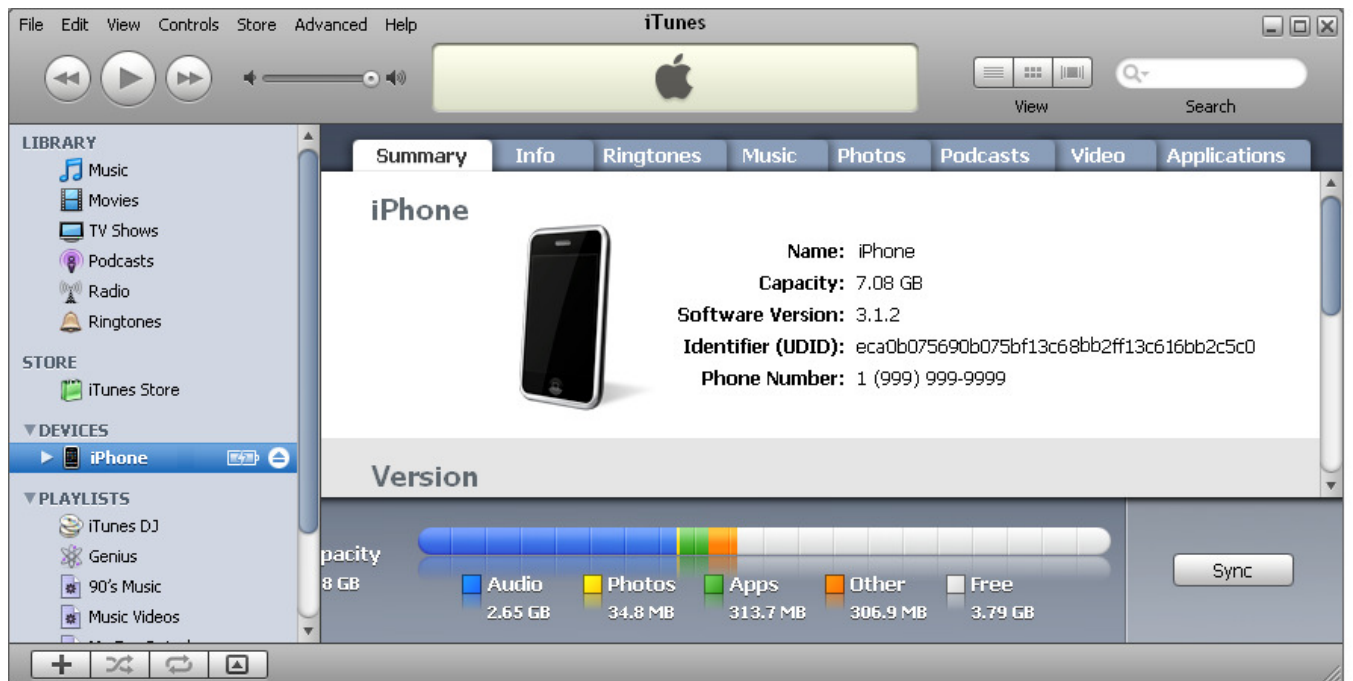 File Edit View Controls Store Advanced Help
iTunes
View
Search
LIBRARY
Music
Movies
TV Shows
Podcasts
Radio
Ringtones
STORE
iTunes Store
DEVICES
iPhone
PLAYLISTS
iTunes DJ
Genius
90's Music
Music Videos
Summary Info Ringtones Music Photos Podcasts Video Applications
iPhone
Name: iPhone
Capacity: 7.08 GB
Software Version: 3.1.2
Identifier (UDID): eca0b075690b075bf13c68bb2ff13c616bb2c5c0
Phone Number: 1 (999) 999-9999
Version
pacity
8 GB
Audio Photos Apps Other Free
2.65 GB 34.8 MB 313.7 MB 306.9 MB 3.79 GB
Sync